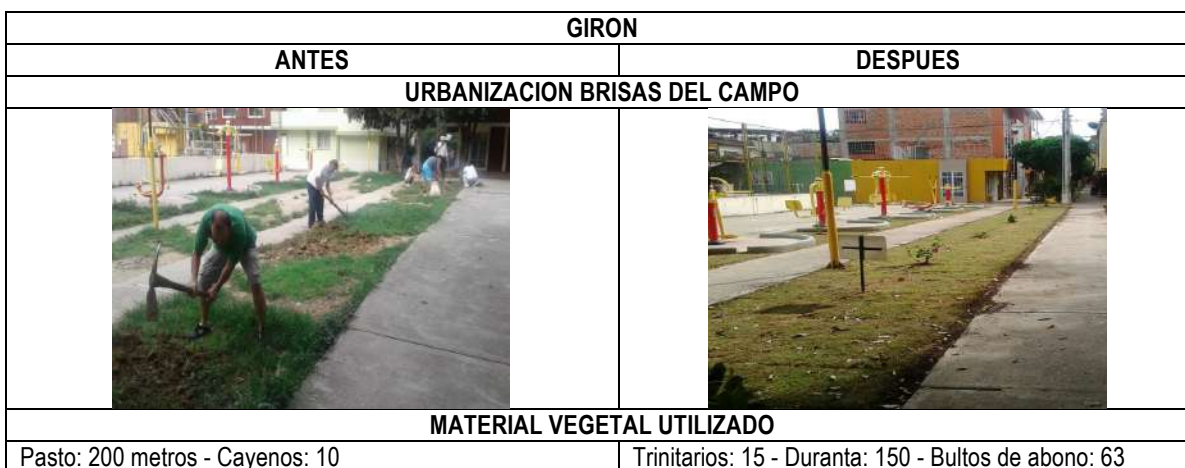 GIRON
ANTES DESPUES
URBANIZACION BRISAS DEL CAMPO
MATERIAL VEGETAL UTILIZADO
Pasto: 200 metros - Cayenos: 10 Trinitarios: 15 - Duranta: 150 - Bultos de abono: 63